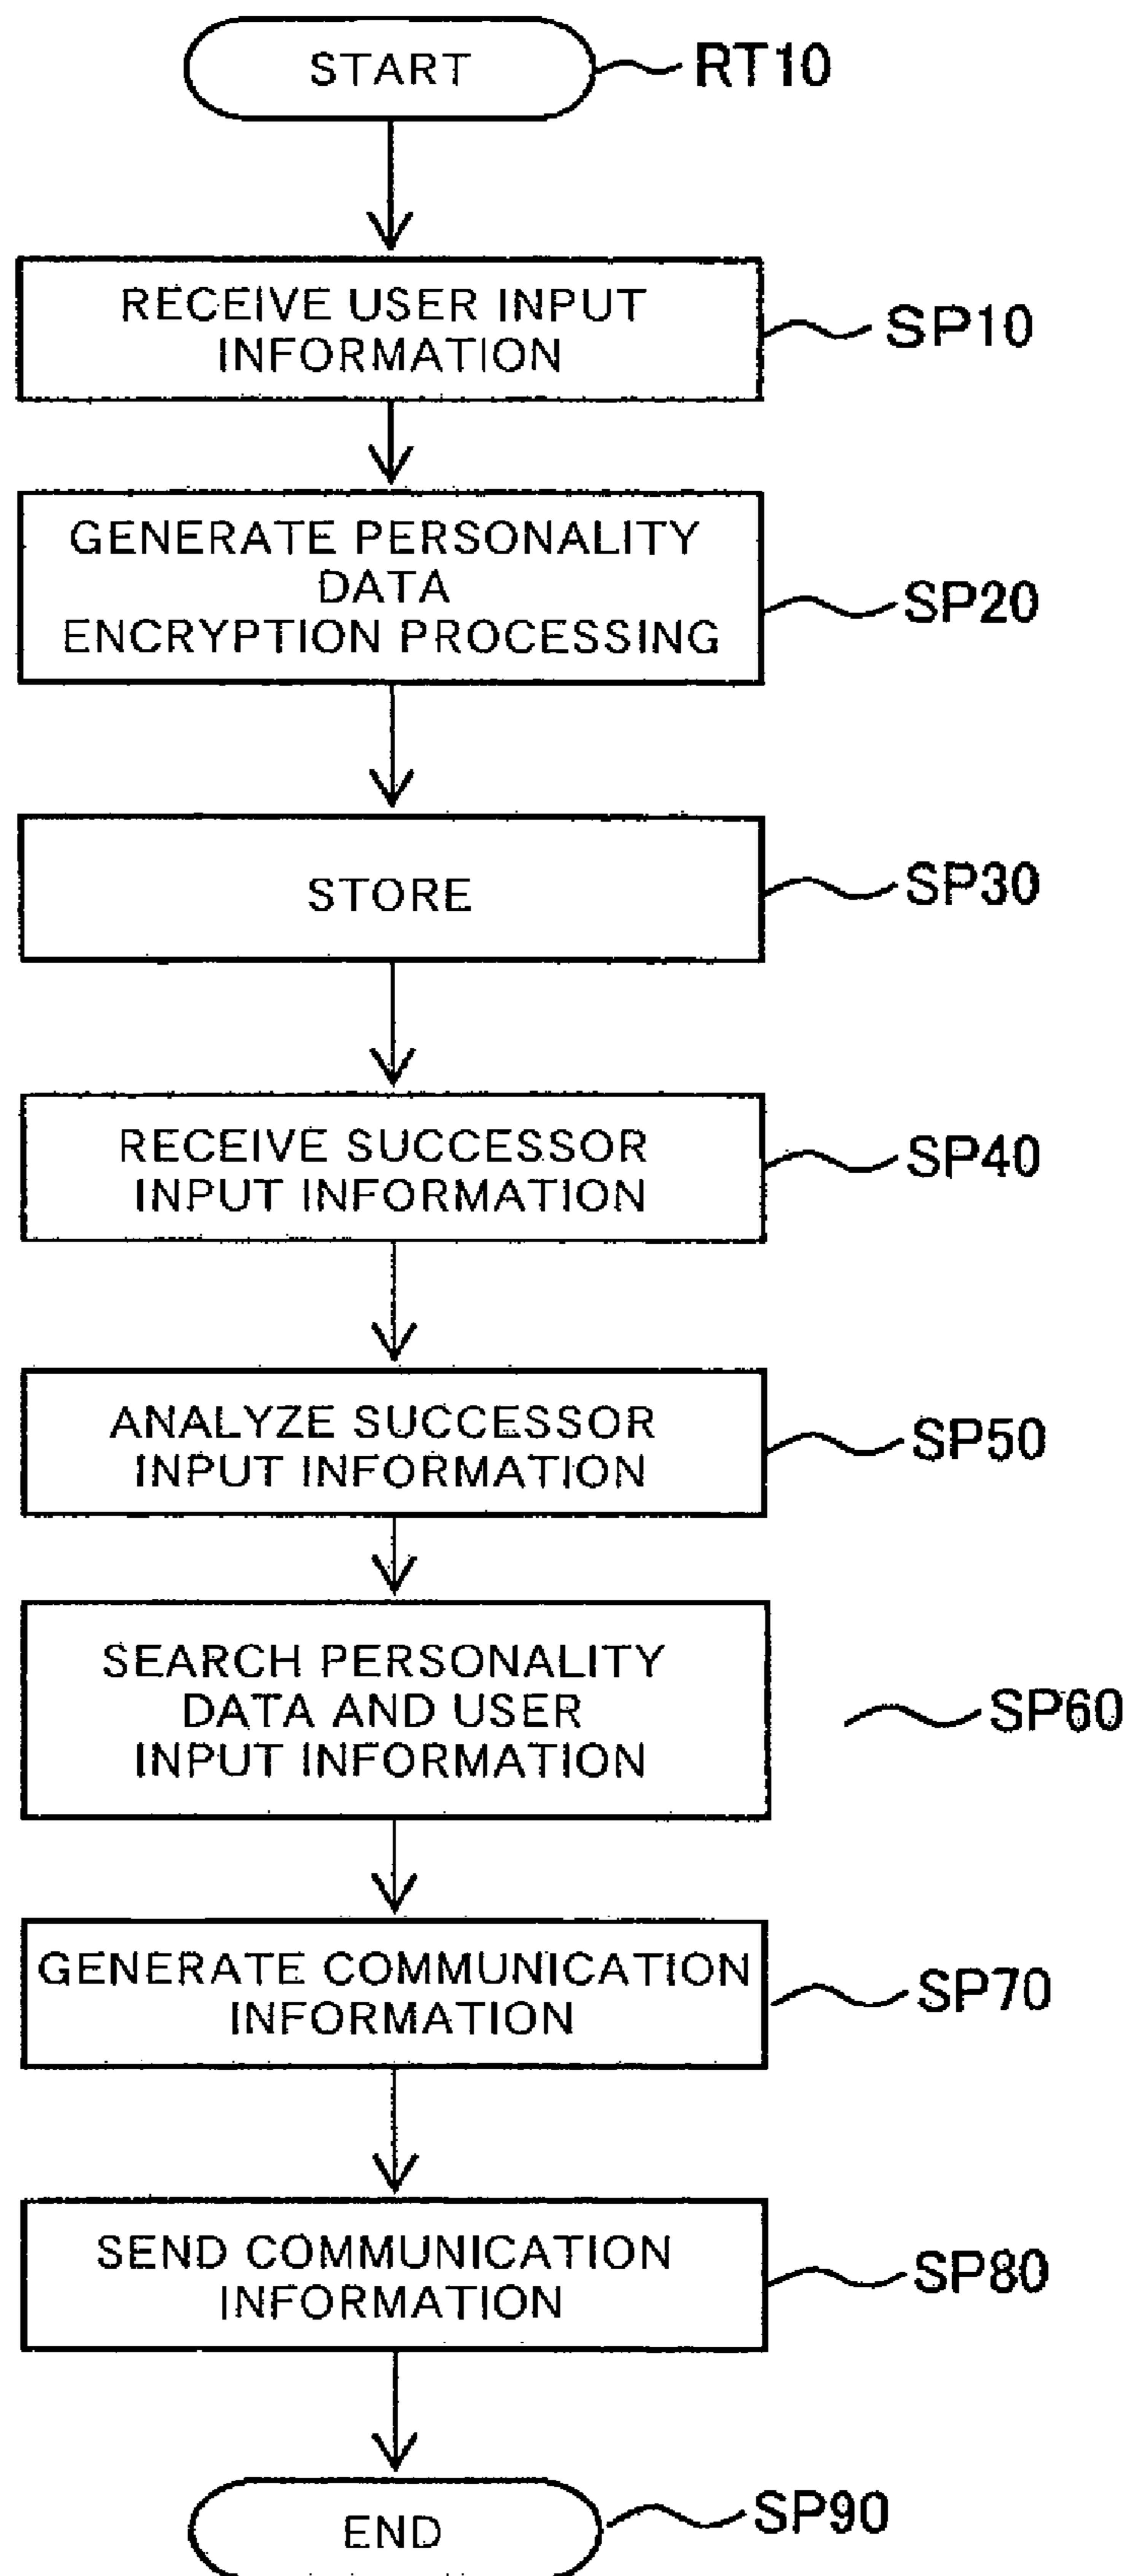 START
RT10
RECEIVE USER INPUT
INFORMATION
SP10
GENERATE PERSONALITY
DATA
ENCRYPTION PROCESSING
SP20
STORE
SP30
RECEIVE SUCCESSOR
INPUT INFORMATION
SP40
ANALYZE SUCCESSOR
INPUT INFORMATION
SP50
SEARCH PERSONALITY
DATA AND USER
INPUT INFORMATION
SP60
GENERATE COMMUNICATION
INFORMATION
SP70
SEND COMMUNICATION
INFORMATION
SP80
END
SP90